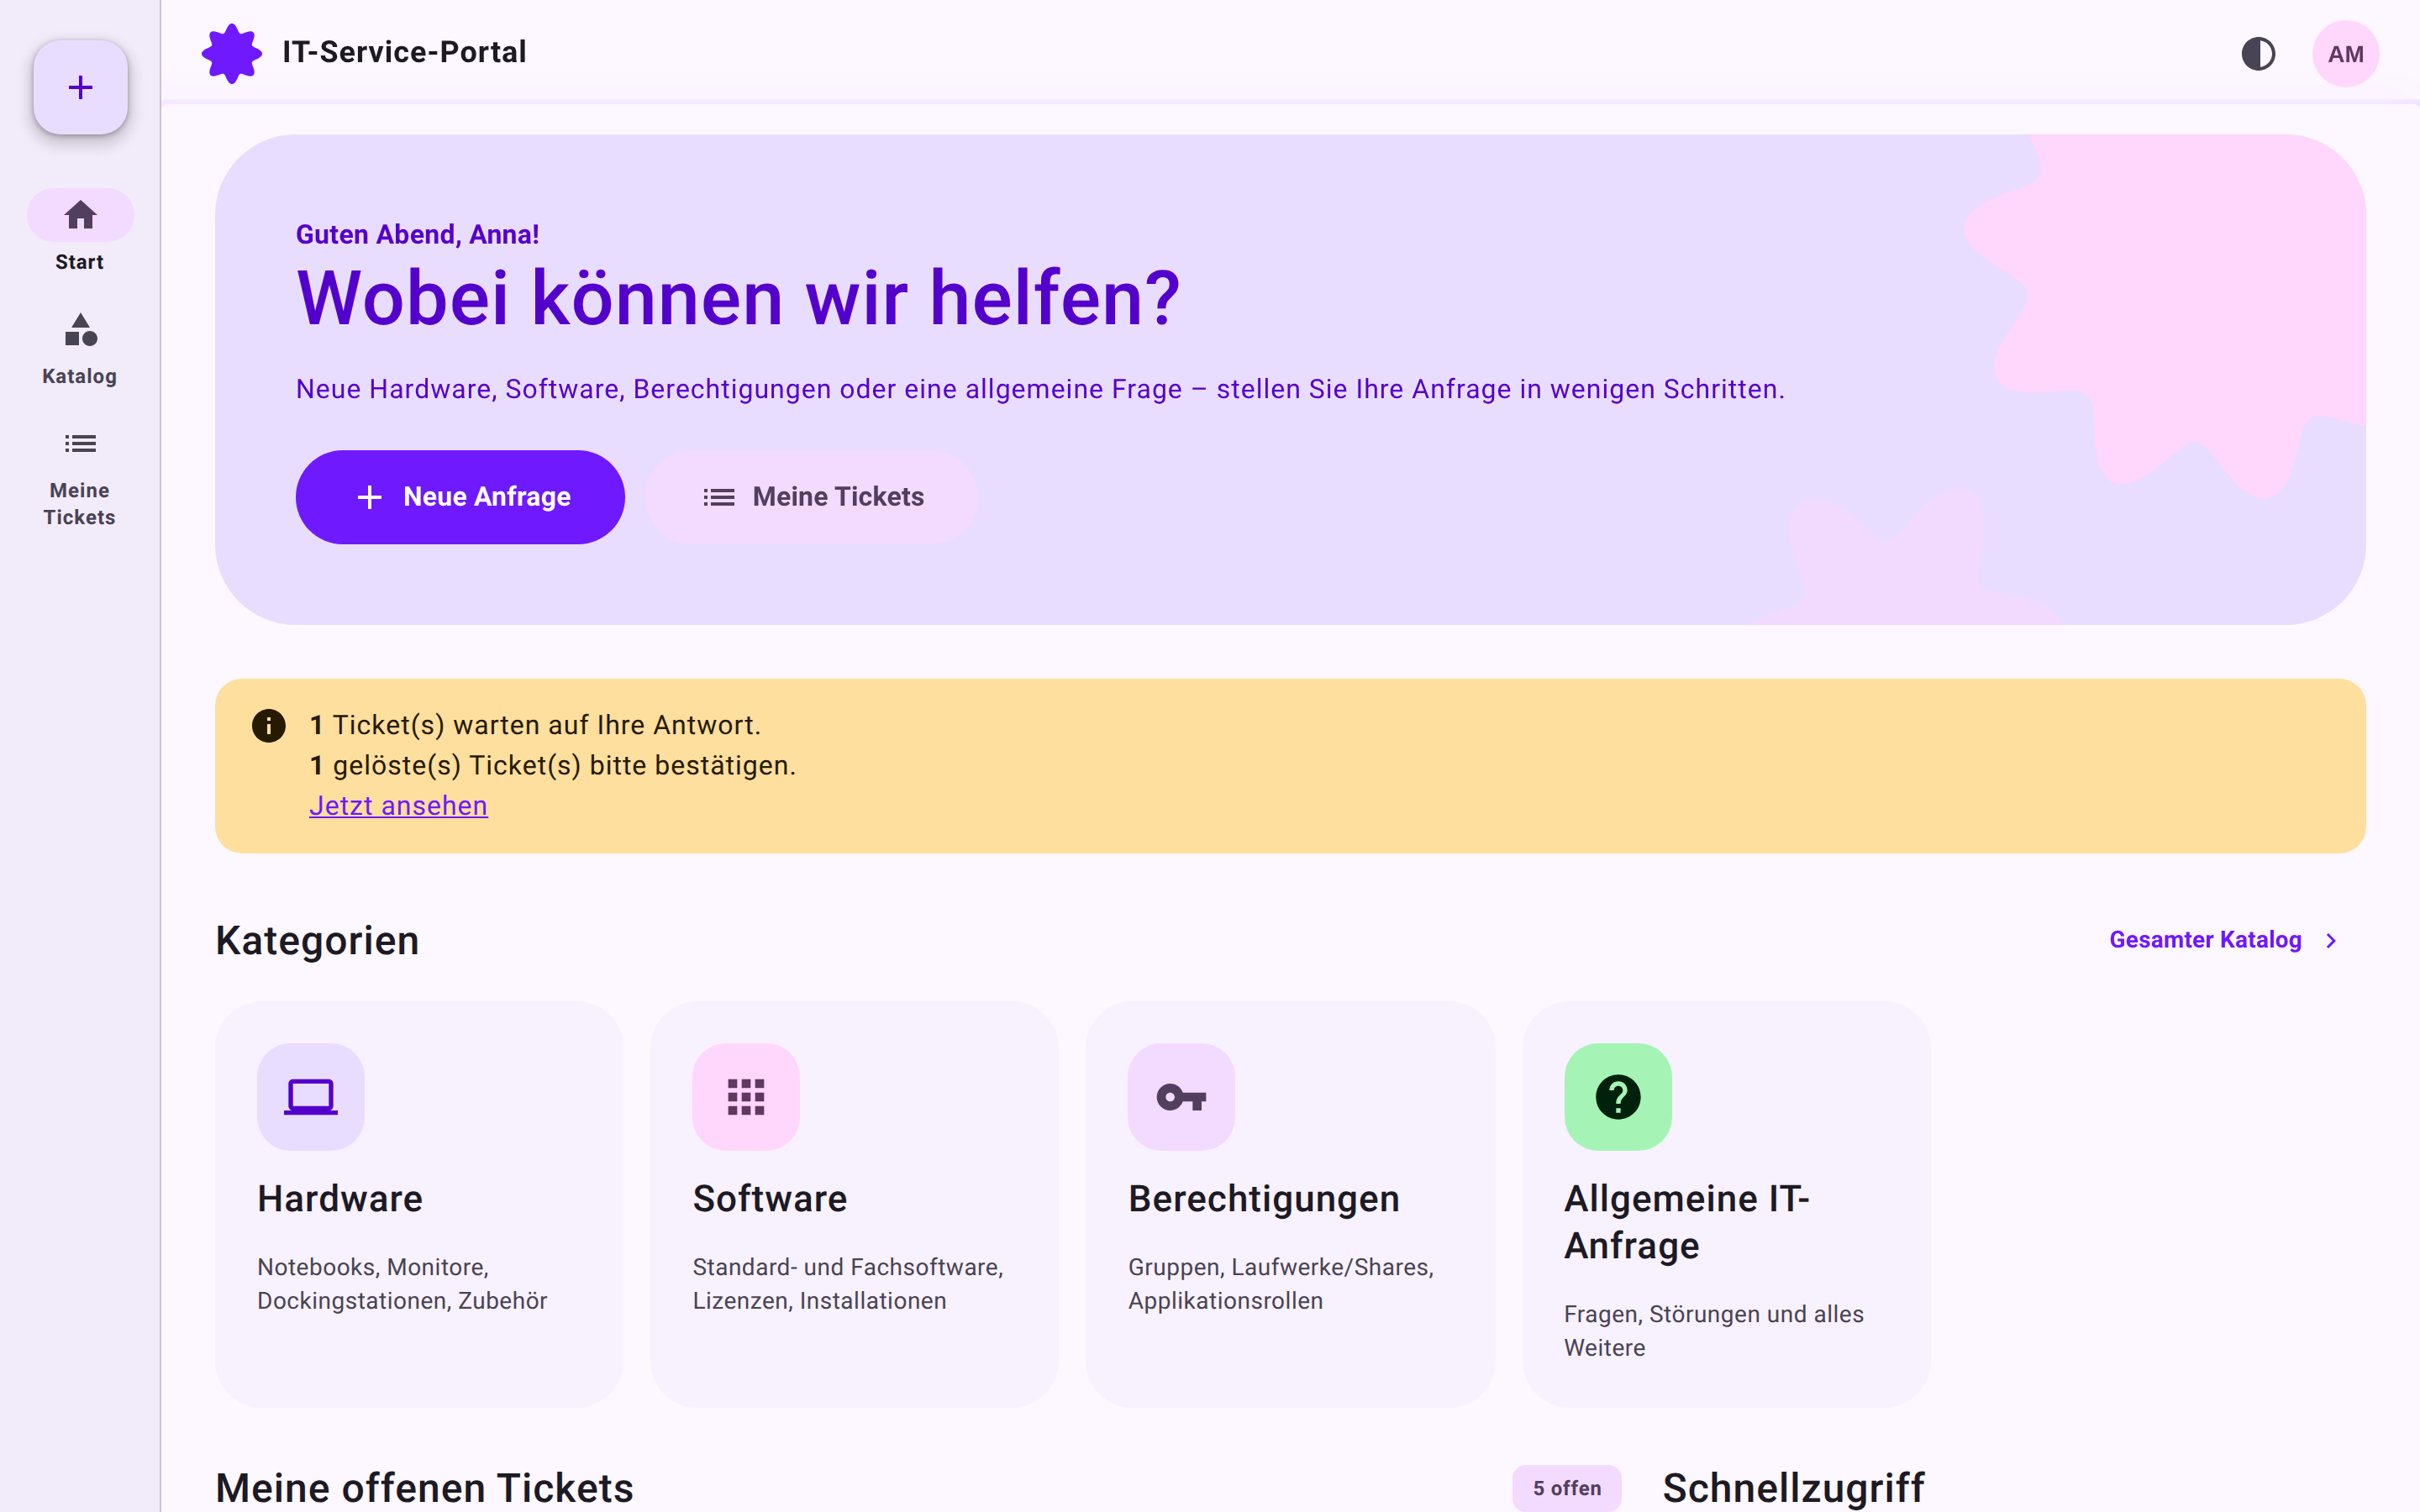 IT-Service-Portal
AM
Start
Katalog
Meine
Tickets
Guten Abend, Anna!
Wobei können wir helfen?
Neue Hardware, Software, Berechtigungen oder eine allgemeine Frage – stellen Sie Ihre Anfrage in wenigen Schritten.
Neue Anfrage
Meine Tickets
1 Ticket(s) warten auf Ihre Antwort.
1 gelöste(s) Ticket(s) bitte bestätigen.
Jetzt ansehen
Kategorien
Gesamter Katalog
Hardware
Notebooks, Monitore,
Dockingstationen, Zubehör
Software
Standard- und Fachsoftware,
Lizenzen, Installationen
Berechtigungen
Gruppen, Laufwerke/Shares,
Applikationsrollen
Allgemeine IT-
Anfrage
Fragen, Störungen und alles
Weitere
Meine offenen Tickets
5 offen
Schnellzugriff